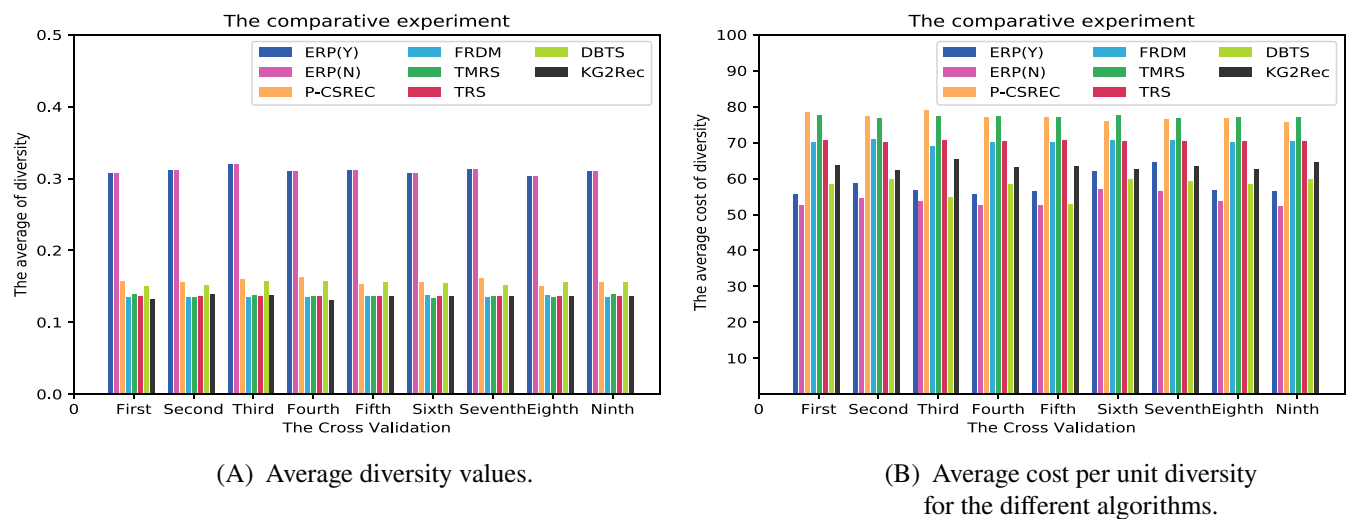 The comparative experiment
0.5
0.4
0.3
0.2
0.1
0.0
The average of diversity
ERP(Y) FRDM DBTS
ERP(N) TMRS KG2Rec
P-CSREC TRS
0 First Second Third Fourth Fifth Sixth Seventh Eighth Ninth
The Cross Validation
(A) Average diversity values.
The comparative experiment
100
90
80
70
60
50
40
30
20
10
The average cost of diversity
ERP(Y) FRDM DBTS
ERP(N) TMRS KG2Rec
P-CSREC TRS
0 First Second Third Fourth Fifth Sixth Seventh Eighth Ninth
The Cross Validation
(B) Average cost per unit diversity
for the different algorithms.